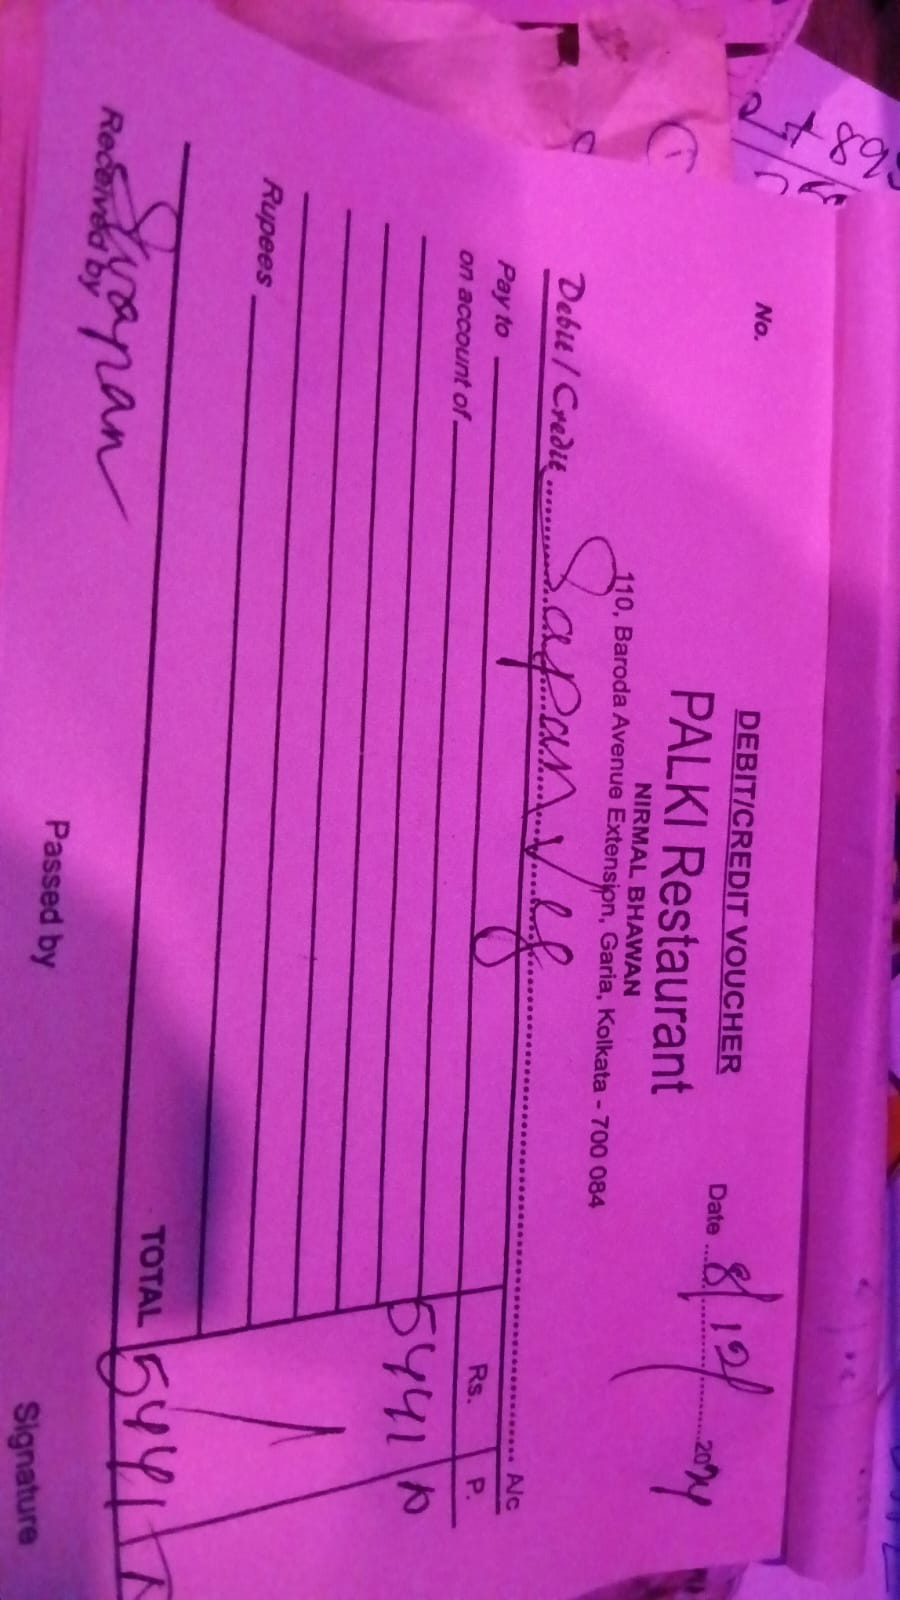 DEBIT/CREDIT VOUCHER
No.
PALKI Restaurant
Date 8/12/2024
NIRMAL BHAWAN
110, Baroda Avenue Extension, Garia, Kolkata - 700 084
Debit / Credit Sapan Veg A/c
Pay to
Rs. P.
on account of
5441
Rupees
TOTAL 5441
Swapan
Received by
Passed by
Signature